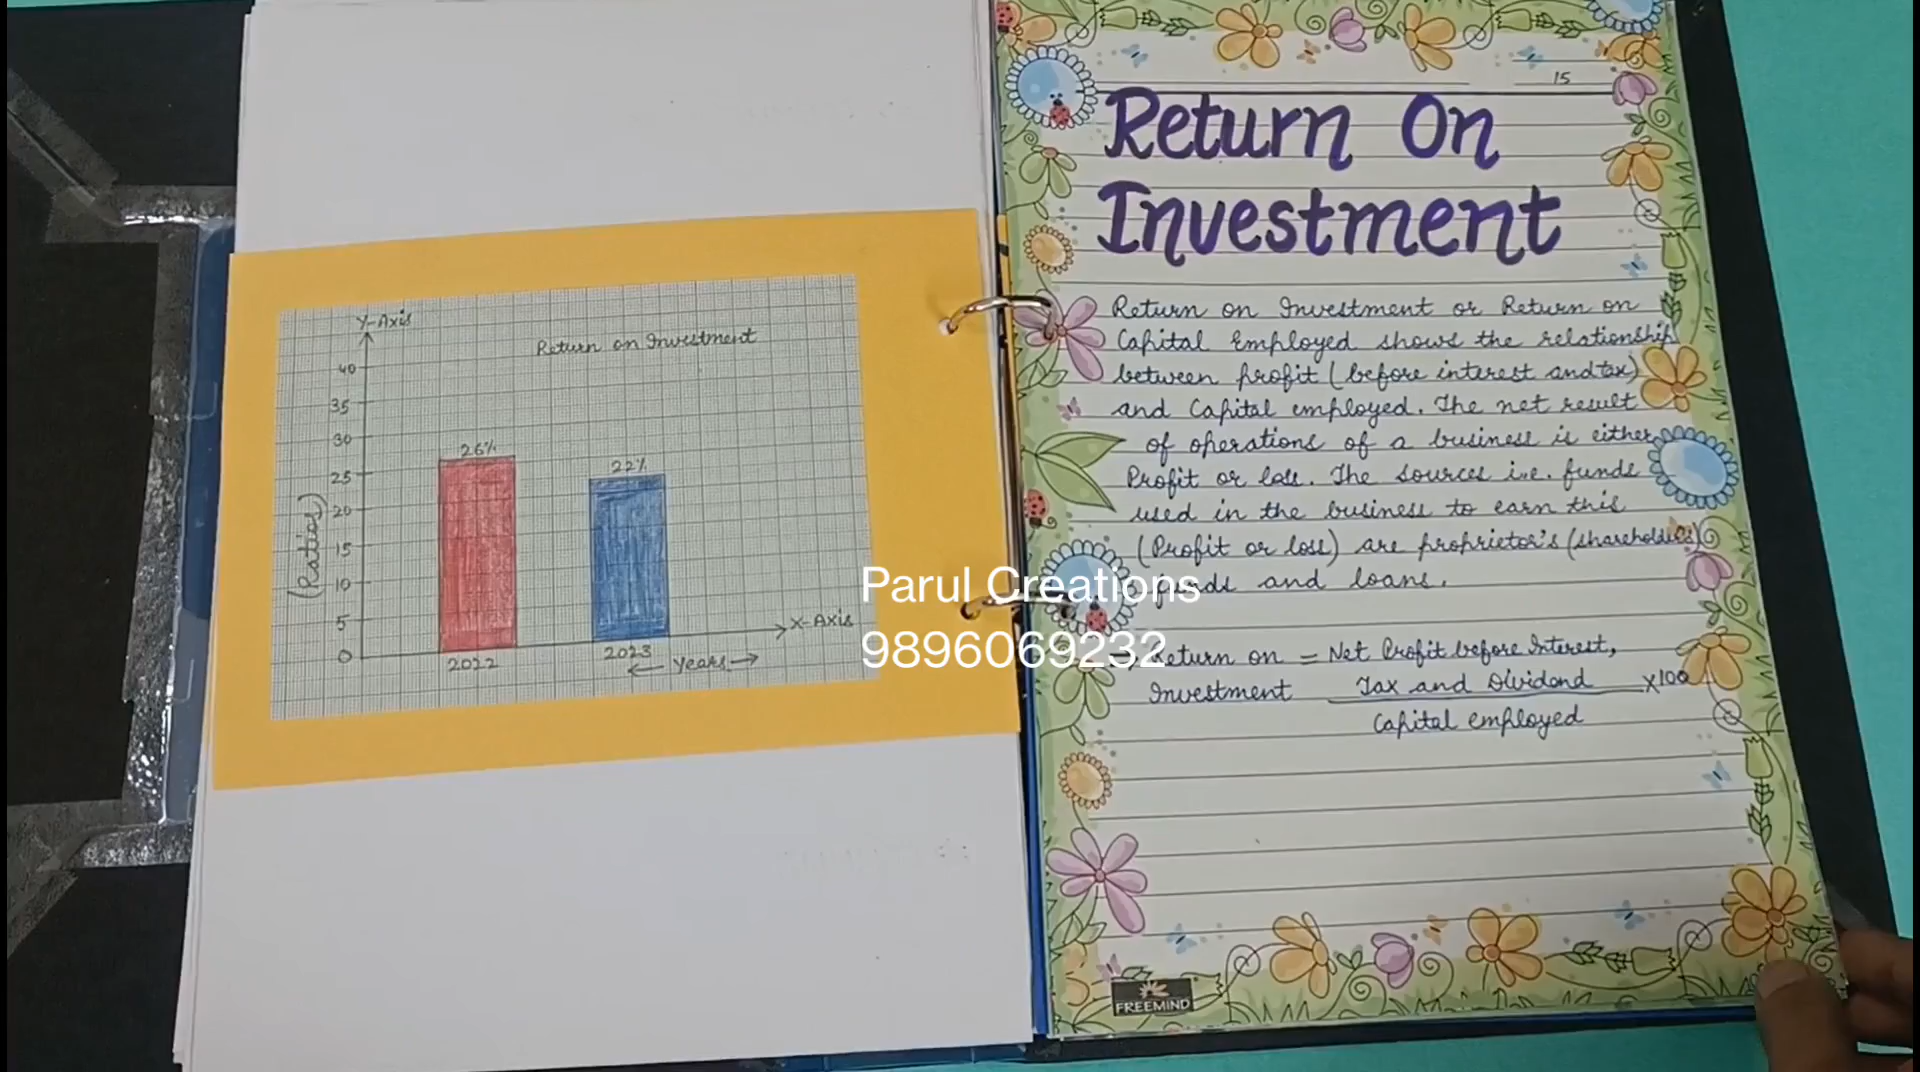 Y-Axis
Return on Investment
40
35
30
25
20
15
10
5
0
(Ratios)
26%
22%
2022
2023
X-Axis
← Years →
15
Return On
Investment
Return on Investment or Return on
Capital Employed shows the relationship
between profit (before interest and tax)
and Capital employed. The net result
of operations of a business is either
Profit or loss. The sources i.e. funds
used in the business to earn this
(Profit or loss) are proprietor's (shareholders)
funds and loans.
→ Return on = Net Profit before Interest,
Investment Tax and Dividend X100
Capital employed
Parul Creations
9896069232
FREEMIND